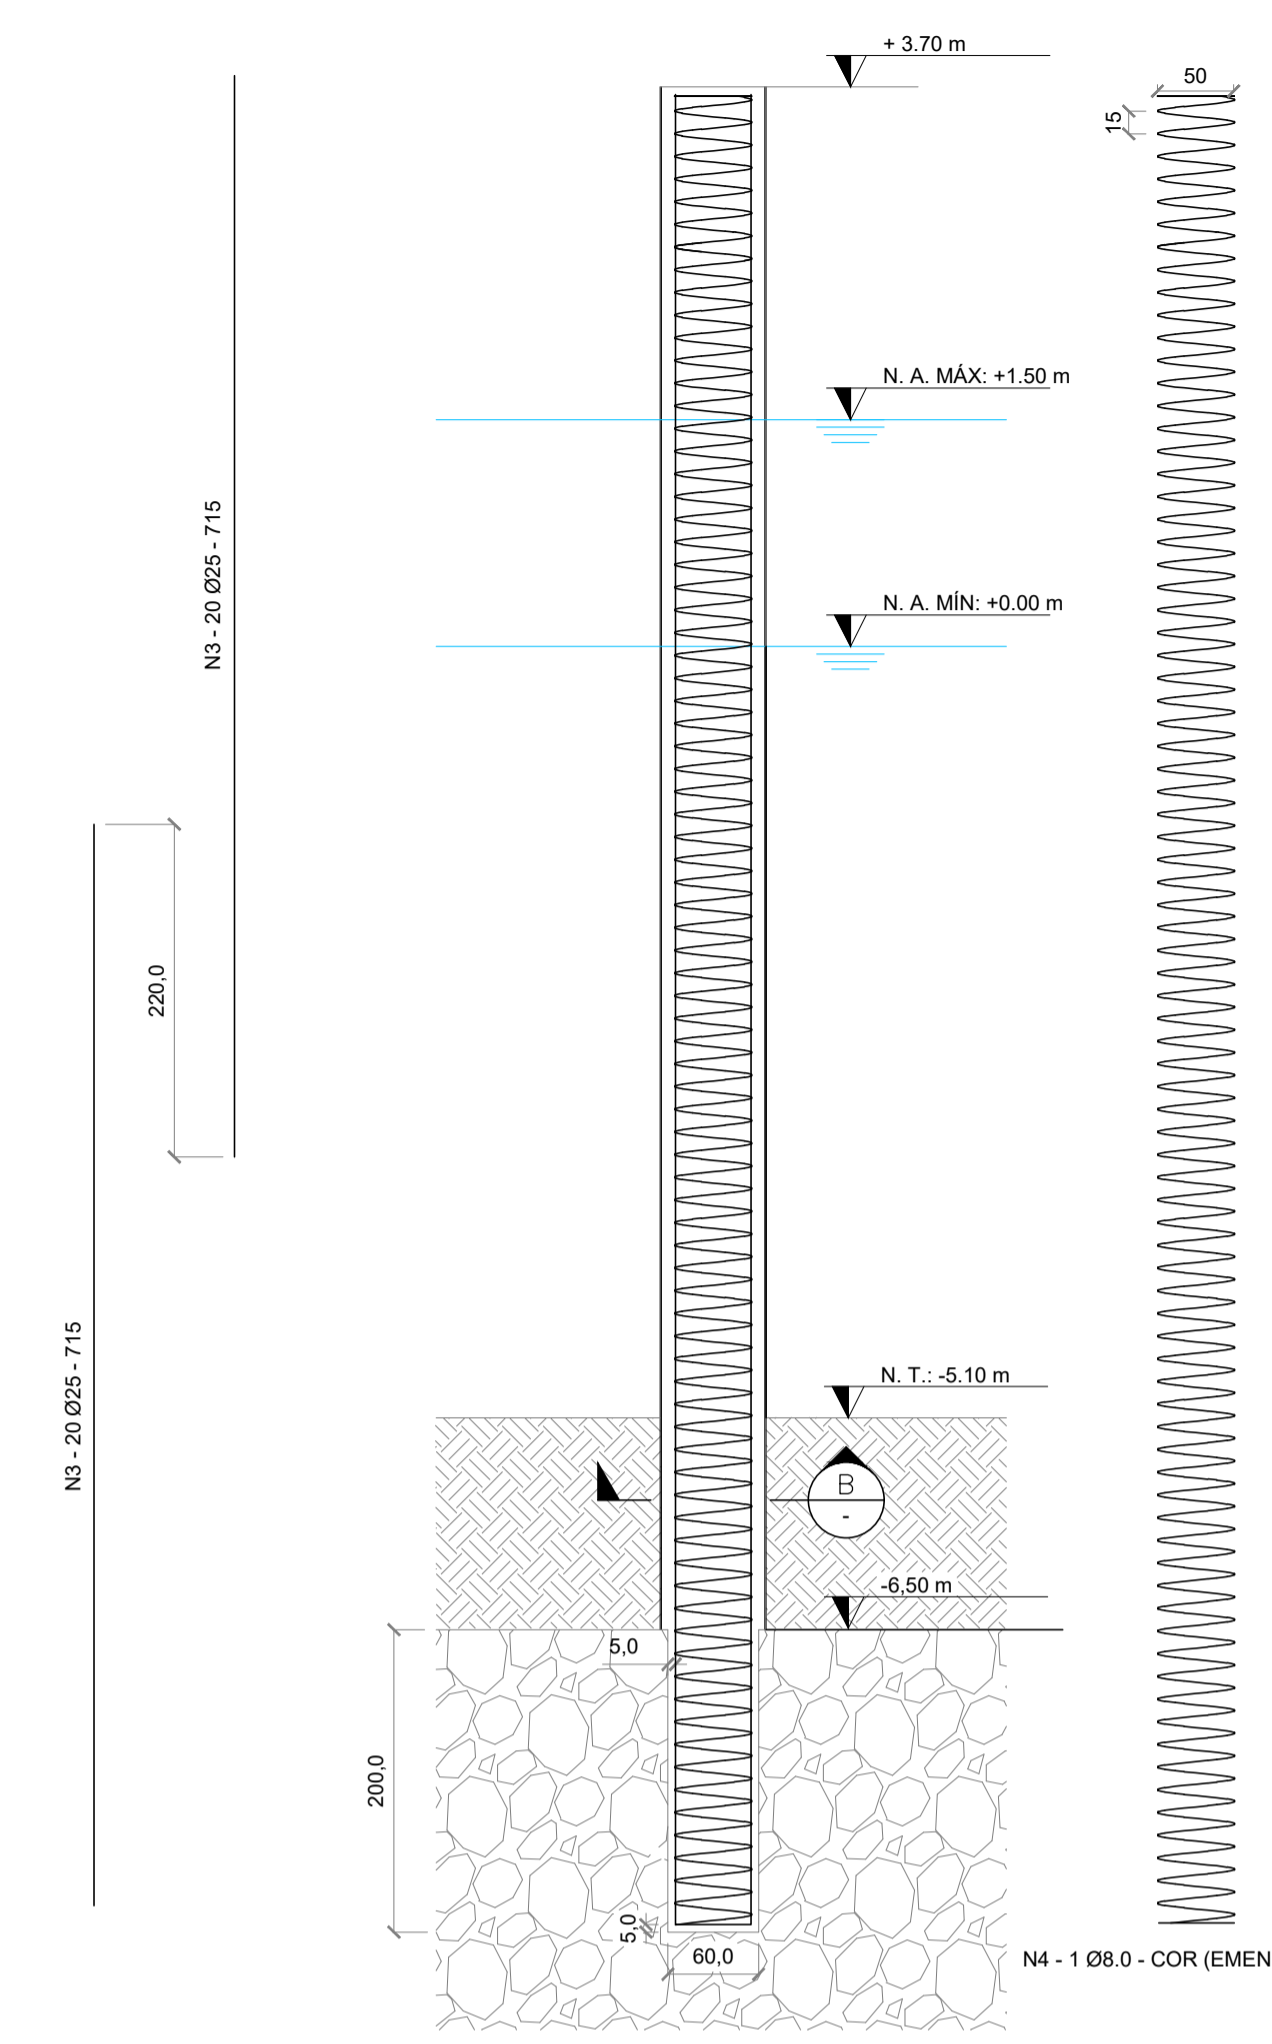 + 3.70 m
50
15
N. A. MÁX: +1.50 m
N3 - 20 Ø25 - 715
N. A. MÍN: +0.00 m
220,0
N. T.: -5.10 m
N3 - 20 Ø25 - 715
B
-
-6,50 m
5,0
200,0
5,0
60,0
N4 - 1 Ø8.0 - COR (EMEN